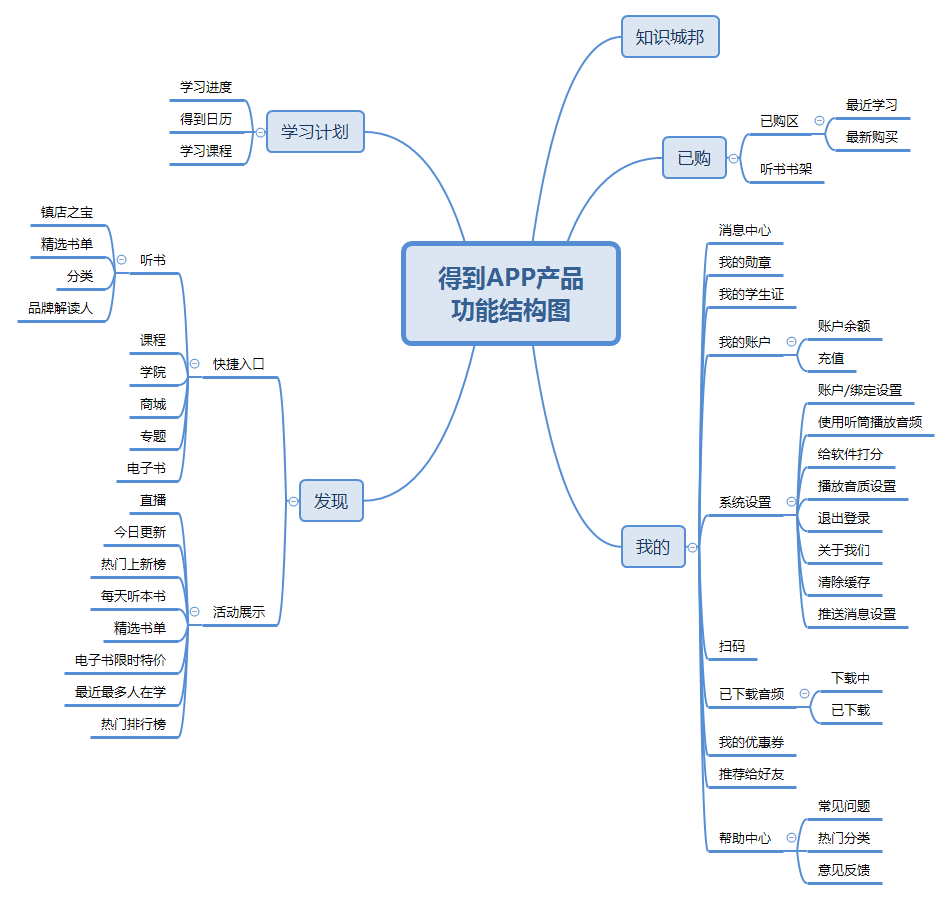 得到APP产品
功能结构图
知识城邦
已购
已购区
最近学习
最新购买
听书书架
我的
消息中心
我的勋章
我的学生证
我的账户
账户余额
充值
系统设置
账户/绑定设置
使用听筒播放音频
给软件打分
播放音质设置
退出登录
关于我们
清除缓存
推送消息设置
扫码
已下载音频
下载中
已下载
我的优惠券
推荐给好友
帮助中心
常见问题
热门分类
意见反馈
学习计划
学习进度
得到日历
学习课程
发现
快捷入口
听书
镇店之宝
精选书单
分类
品牌解读人
课程
学院
商城
专题
电子书
活动展示
直播
今日更新
热门上新榜
每天听本书
精选书单
电子书限时特价
最近最多人在学
热门排行榜